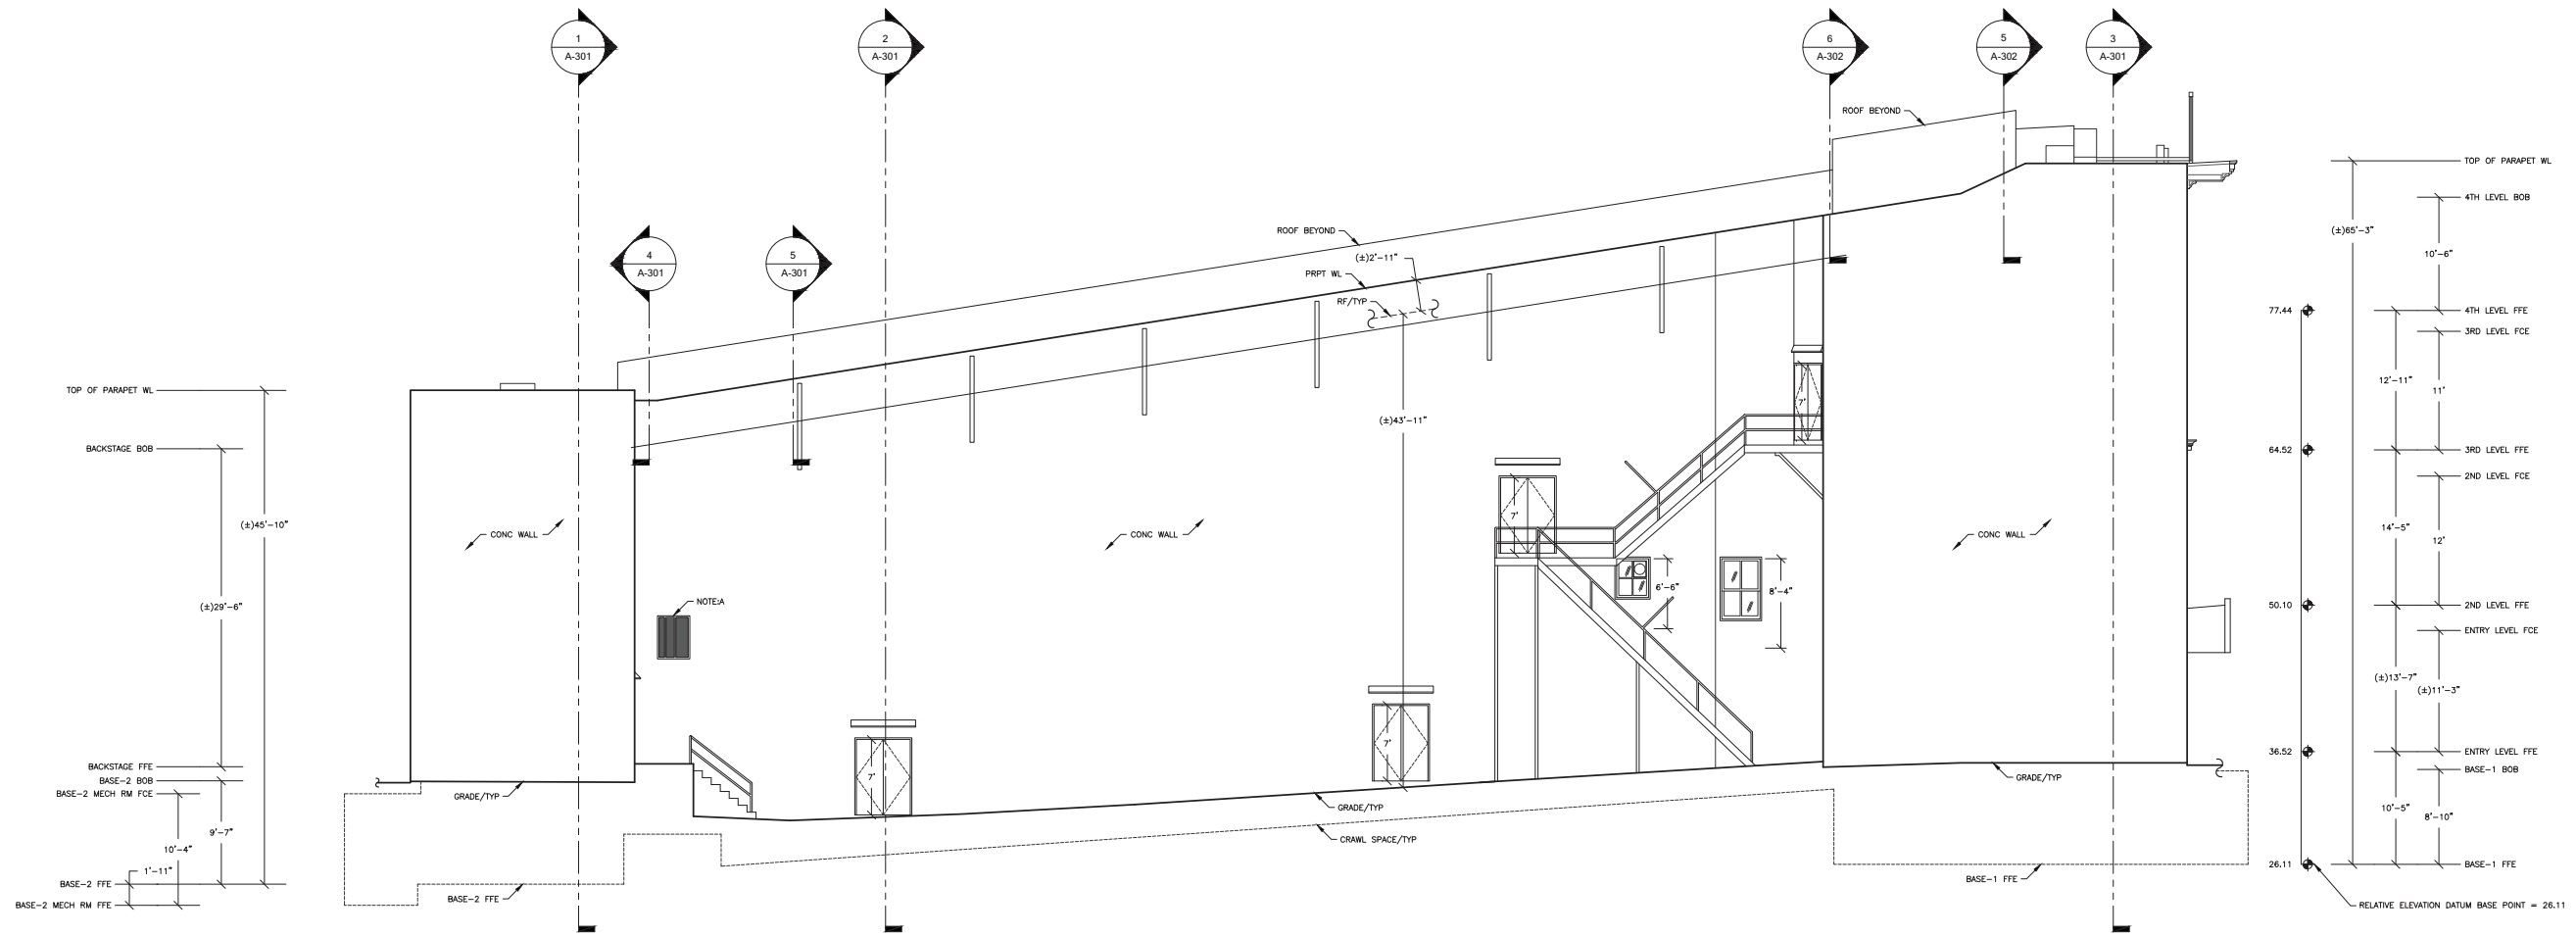 1
A-301
2
A-301
6
A-302
5
A-302
3
A-301
ROOF BEYOND
TOP OF PARAPET WL
4TH LEVEL BOB
(±)65'-3"
ROOF BEYOND
4
A-301
5
A-301
(±)2'-11"
10'-6"
PRPT WL
RF/TYP
77.44
4TH LEVEL FFE
3RD LEVEL FCE
12'-11"
11'
TOP OF PARAPET WL
7'
(±)43'-11"
BACKSTAGE BOB
64.52
3RD LEVEL FFE
2ND LEVEL FCE
7'
(±)45'-10"
14'-5"
CONC WALL
CONC WALL
CONC WALL
12'
6'-6"
8'-4"
(±)29'-6"
NOTE:A
50.10
2ND LEVEL FFE
ENTRY LEVEL FCE
(±)13'-7"
(±)11'-3"
7'
36.52
ENTRY LEVEL FFE
BACKSTAGE FFE
BASE-2 BOB
7'
BASE-1 BOB
GRADE/TYP
BASE-2 MECH RM FCE
GRADE/TYP
GRADE/TYP
10'-5"
8'-10"
9'-7"
CRAWL SPACE/TYP
10'-4"
1'-11"
26.11
BASE-1 FFE
BASE-2 FFE
BASE-1 FFE
BASE-2 FFE
BASE-2 MECH RM FFE
RELATIVE ELEVATION DATUM BASE POINT = 26.11